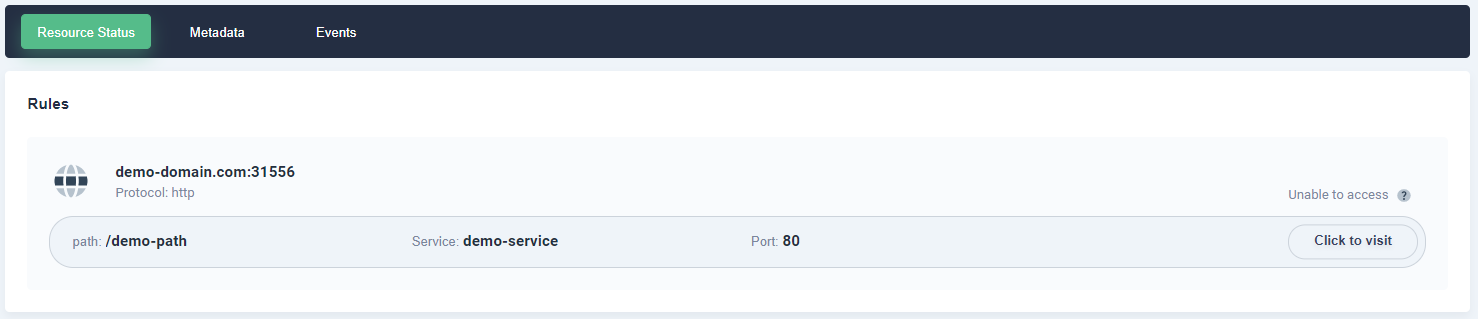 Resource Status Metadata Events
Rules
demo-domain.com:31556
Protocol: http
Unable to access ?
path: /demo-path Service: demo-service Port: 80 Click to visit